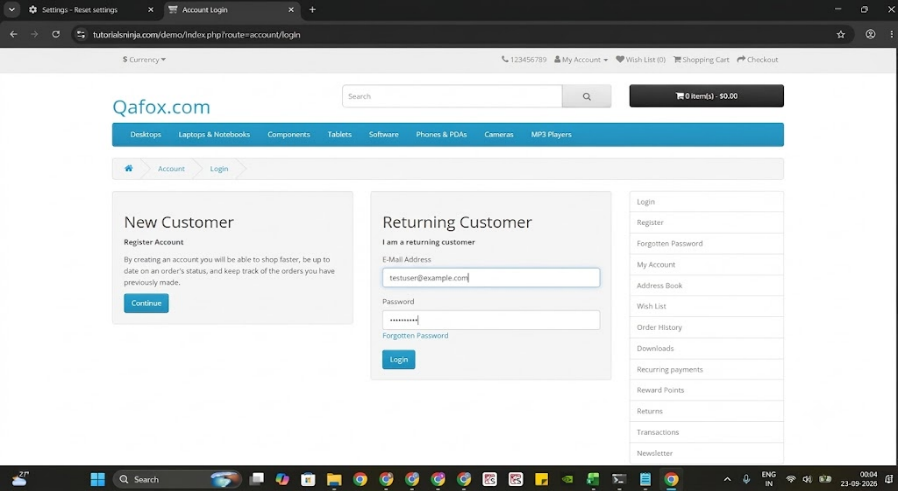 Settings - Reset settings
Account Login
tutorialsninja.com/demo/index.php?route=account/login
$ Currency
123456789 My Account Wish List (0) Shopping Cart Checkout
Qafox.com
Search
0 item(s) - $0.00
Desktops Laptops & Notebooks Components Tablets Software Phones & PDAs Cameras MP3 Players
Account Login
New Customer
Register Account
By creating an account you will be able to shop faster, be up to
date on an order's status, and keep track of the orders you have
previously made.
Continue
Returning Customer
I am a returning customer
E-Mail Address
testuser@example.com
Password
••••••••••
Forgotten Password
Login
Login
Register
Forgotten Password
My Account
Address Book
Wish List
Order History
Downloads
Recurring payments
Reward Points
Returns
Transactions
Newsletter
Search
ENG
IN
00:04
23-09-2026